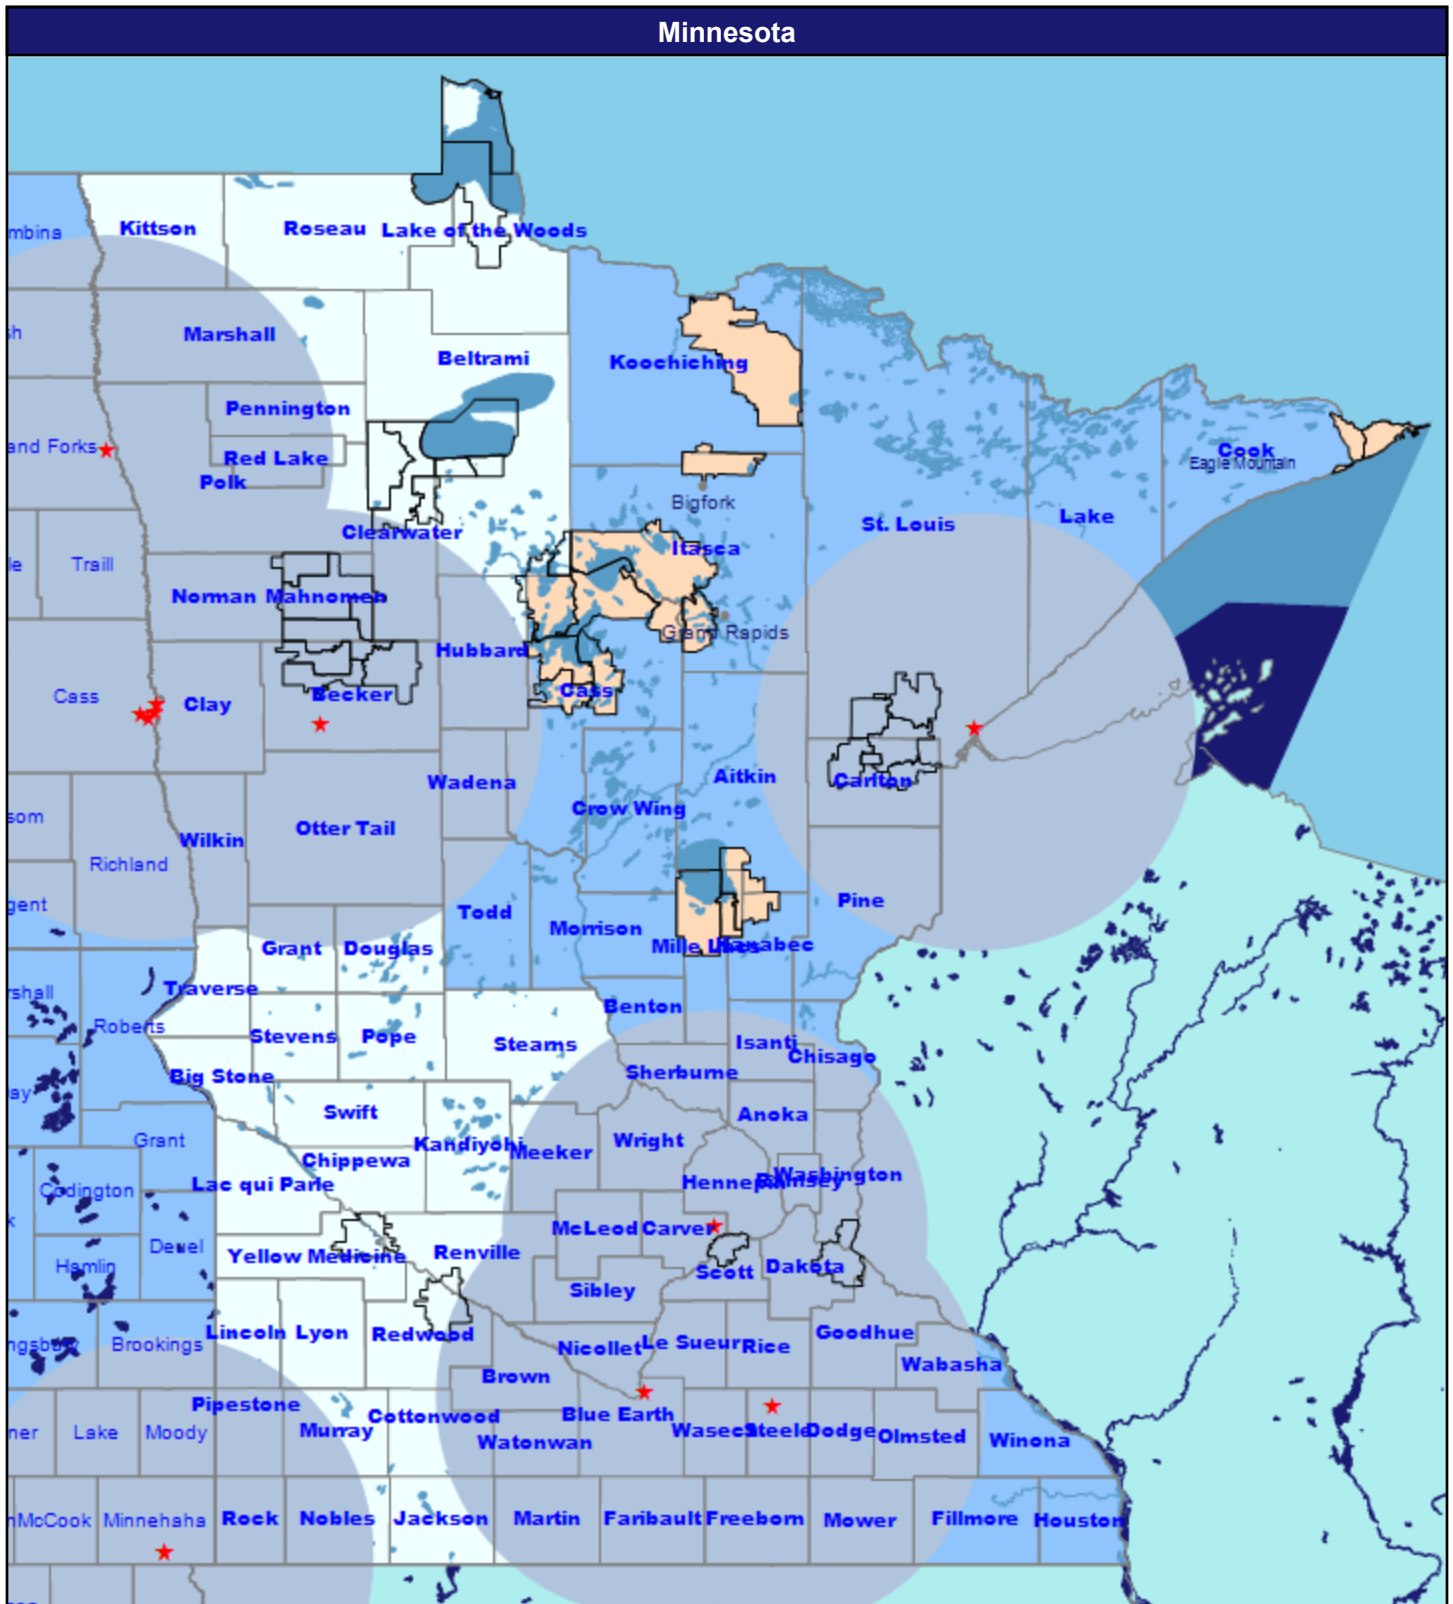 Minnesota
mbina
Kittson
Roseau
Lake of the Woods
sh
Marshall
Beltrami
Koochiching
Pennington
and Forks
Red Lake
Polk
Cook
Eagle Mountain
Bigfork
St. Louis
Lake
Clearwater
Itasca
le
Traill
Norman
Mahnomen
Grand Rapids
Hubbard
Cass
Clay
Becker
Cass
Wadena
Aitkin
Carlton
som
Crow Wing
Wilkin
Otter Tail
Richland
Pine
gent
Todd
Morrison
Mille Lacs
Kanabec
Grant
Douglas
rshall
Traverse
Roberts
Benton
Stevens
Pope
Stearns
Isanti
Chisago
Big Stone
Sherburne
ay
Swift
Anoka
Grant
Kandiyohi
Meeker
Wright
Chippewa
Lac qui Parle
Hennepin
Ramsey
Washington
Codington
k
McLeod
Carver
Deuel
Yellow Medicine
Renville
Hamlin
Scott
Dakota
Sibley
ngsbury
Brookings
Lincoln
Lyon
Redwood
Nicollet
Le Sueur
Rice
Goodhue
Wabasha
Brown
Pipestone
Murray
Cottonwood
Blue Earth
ner
Lake
Moody
Watonwan
Waseca
Steele
Dodge
Olmsted
Winona
McCook
Minnehaha
Rock
Nobles
Jackson
Martin
Faribault
Freeborn
Mower
Fillmore
Houston